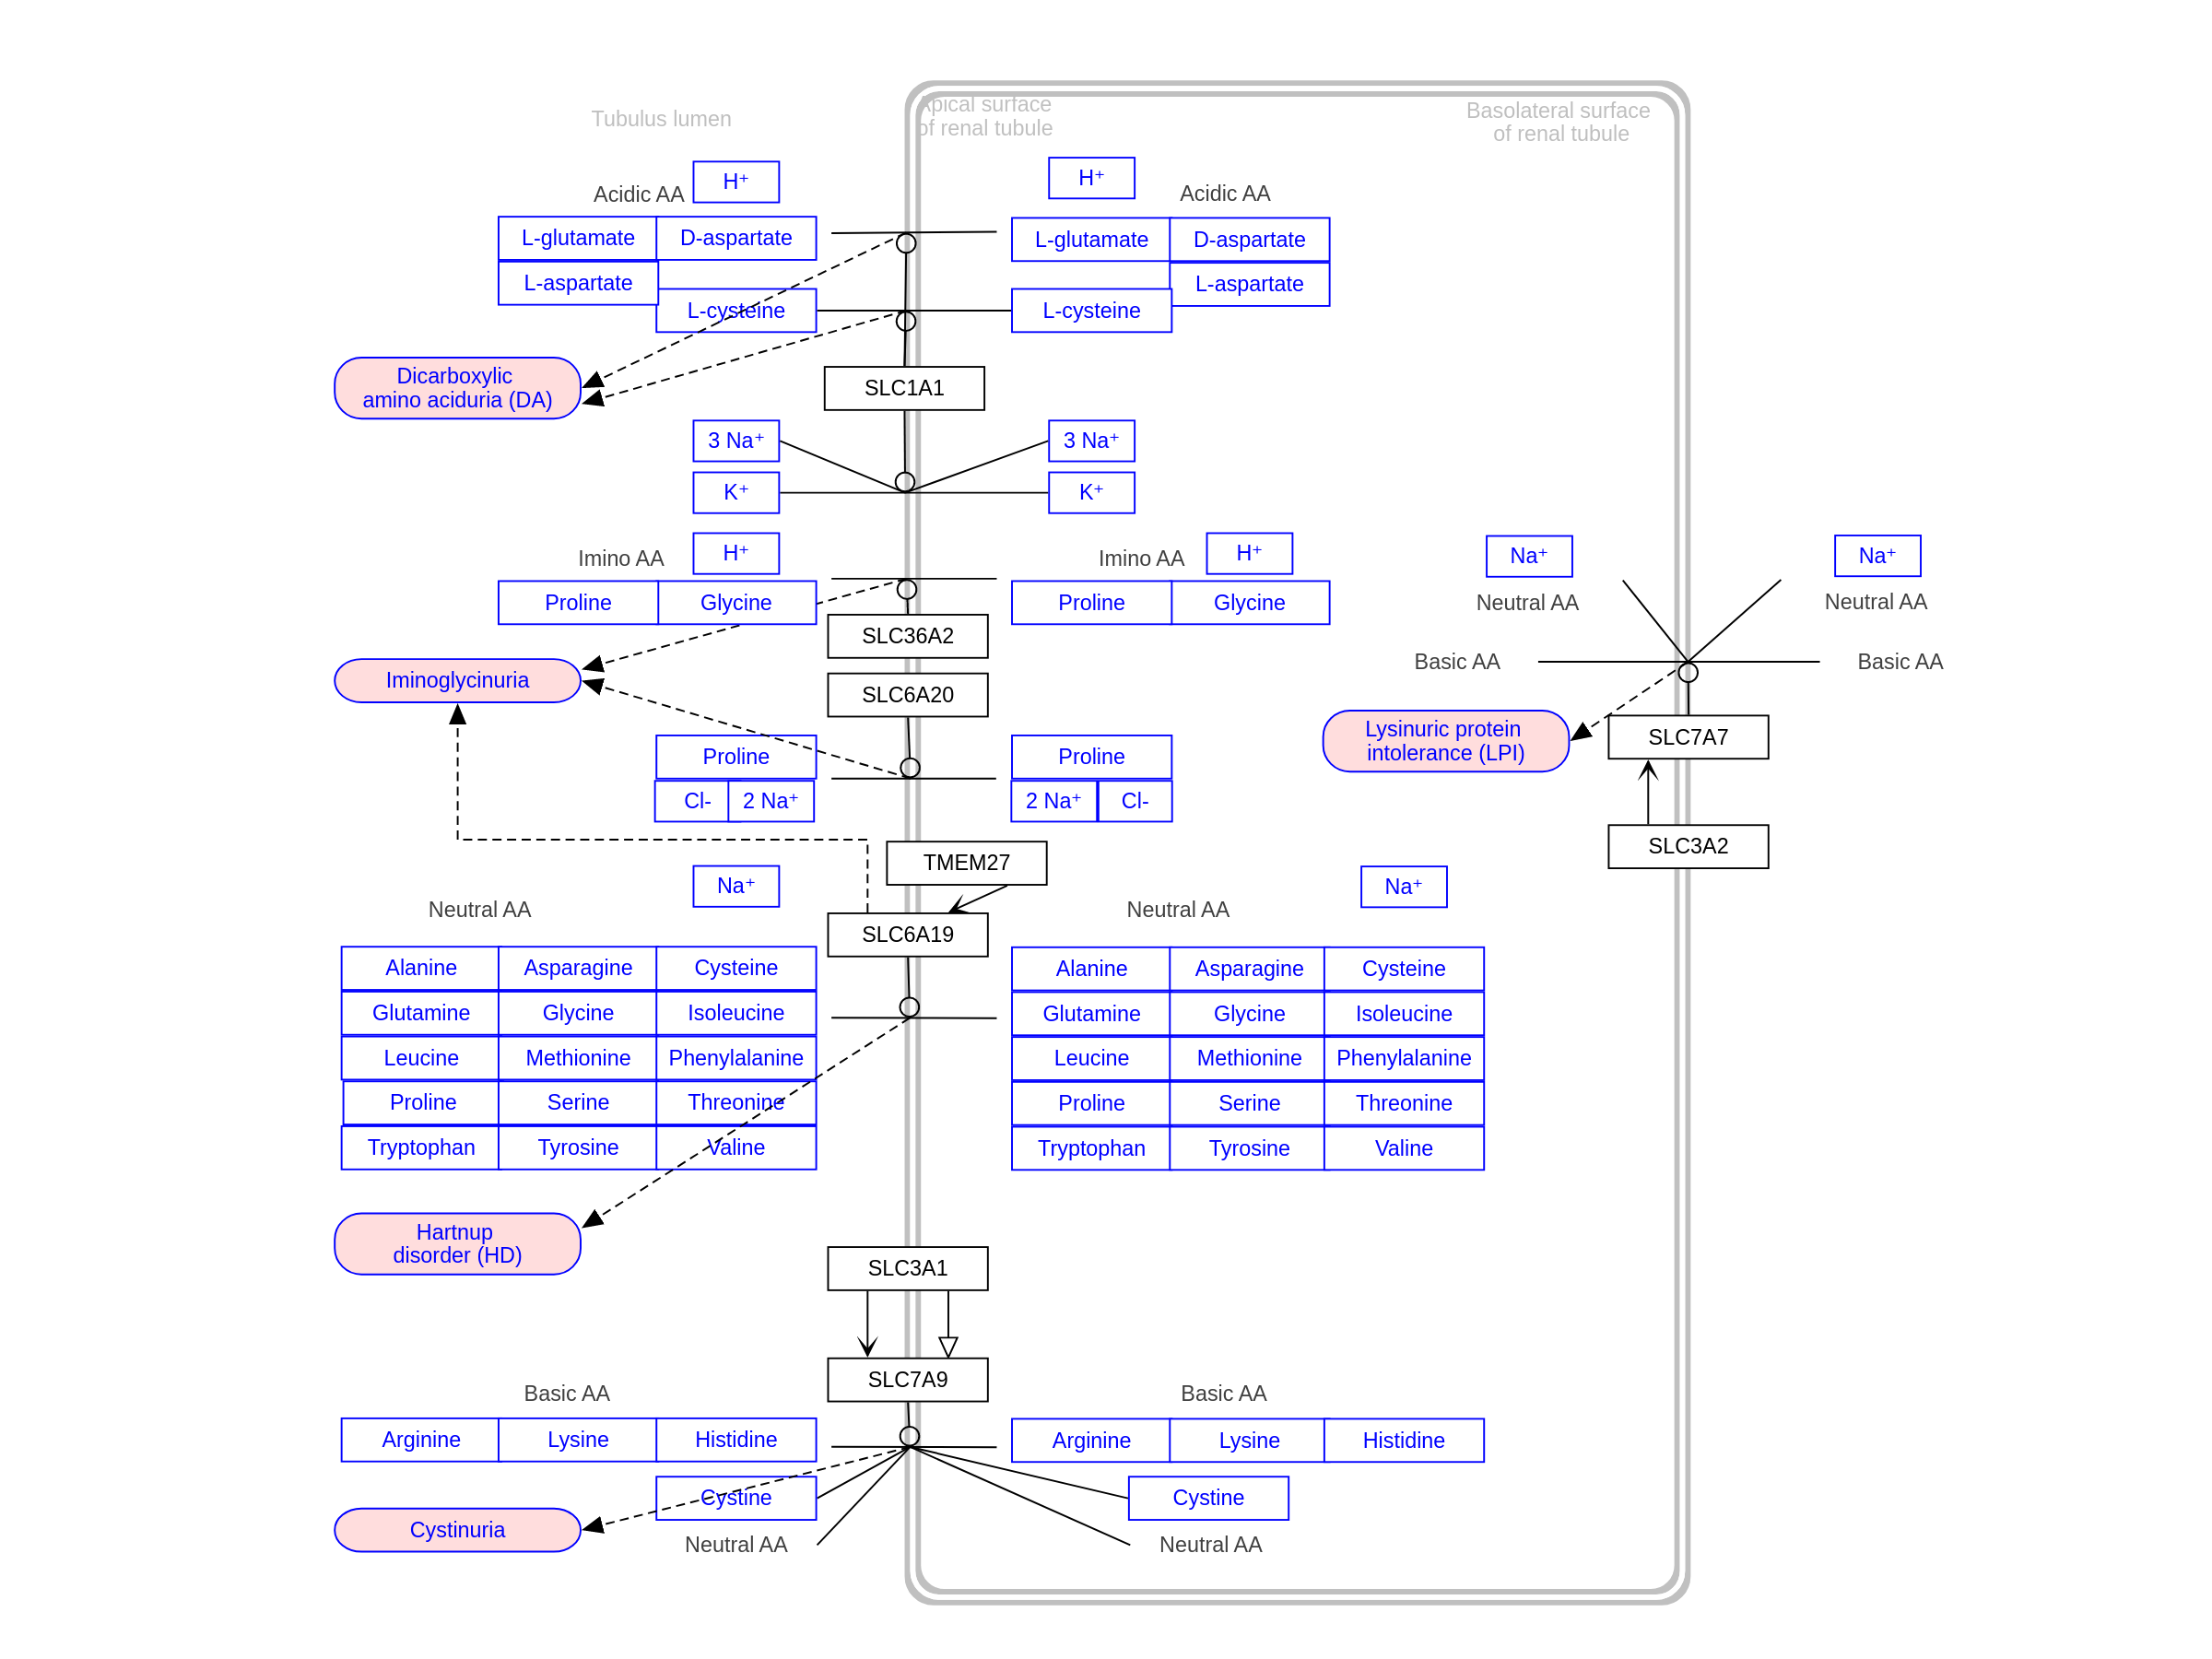 Tubulus lumen
Apical surface
of renal tubule
Basolateral surface
of renal tubule
H⁺
H⁺
Acidic AA
Acidic AA
L-glutamate
D-aspartate
L-glutamate
D-aspartate
L-aspartate
L-aspartate
L-cysteine
L-cysteine
Dicarboxylic
amino aciduria (DA)
SLC1A1
3 Na⁺
3 Na⁺
K⁺
K⁺
Imino AA
H⁺
Imino AA
H⁺
Na⁺
Na⁺
Proline
Glycine
Proline
Glycine
Neutral AA
Neutral AA
SLC36A2
Basic AA
Basic AA
Iminoglycinuria
SLC6A20
Lysinuric protein
intolerance (LPI)
SLC7A7
Proline
Proline
Cl-
2 Na⁺
2 Na⁺
Cl-
SLC3A2
TMEM27
Na⁺
Na⁺
Neutral AA
Neutral AA
SLC6A19
Alanine
Asparagine
Cysteine
Alanine
Asparagine
Cysteine
Glutamine
Glycine
Isoleucine
Glutamine
Glycine
Isoleucine
Leucine
Methionine
Phenylalanine
Leucine
Methionine
Phenylalanine
Proline
Serine
Threonine
Proline
Serine
Threonine
Tryptophan
Tyrosine
Valine
Tryptophan
Tyrosine
Valine
Hartnup
disorder (HD)
SLC3A1
SLC7A9
Basic AA
Basic AA
Arginine
Lysine
Histidine
Arginine
Lysine
Histidine
Cystine
Cystine
Cystinuria
Neutral AA
Neutral AA